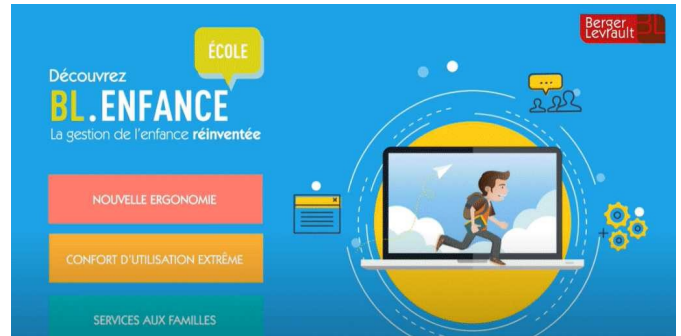 ÉCOLE
Découvrez
BL.ENFANCE
La gestion de l'enfance réinventée
NOUVELLE ERGONOMIE
CONFORT D'UTILISATION EXTRÊME
SERVICES AUX FAMILLES
Berger
Levrault
BL